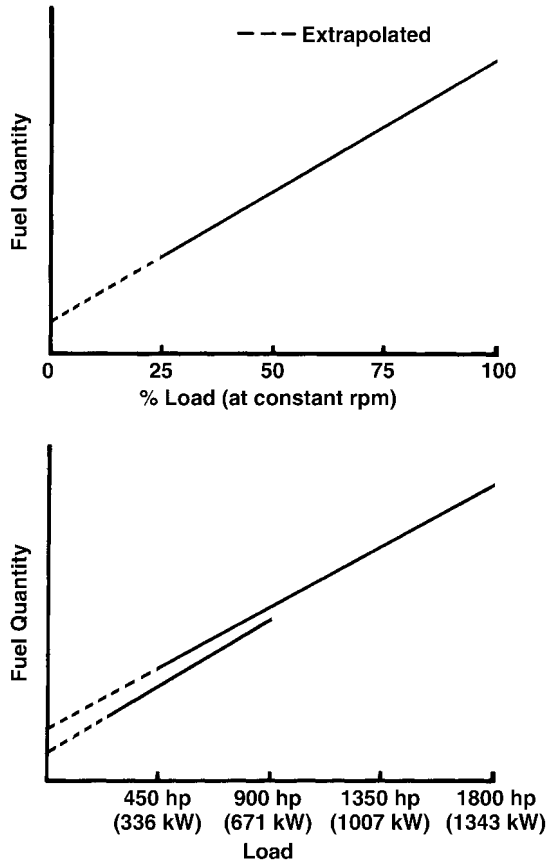 Extrapolated
Fuel Quantity
0 25 50 75 100
% Load (at constant rpm)
Fuel Quantity
450 hp 900 hp 1350 hp 1800 hp
(336 kW) (671 kW) (1007 kW) (1343 kW)
Load